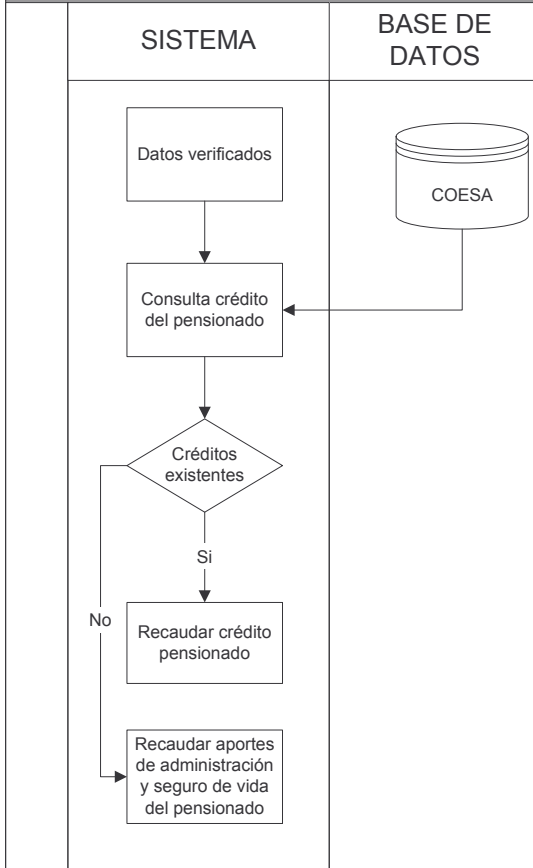 SISTEMA
BASE DE
DATOS
Datos verificados
COESA
Consulta crédito
del pensionado
Créditos
existentes
Si
No
Recaudar crédito
pensionado
Recaudar aportes
de administración
y seguro de vida
del pensionado